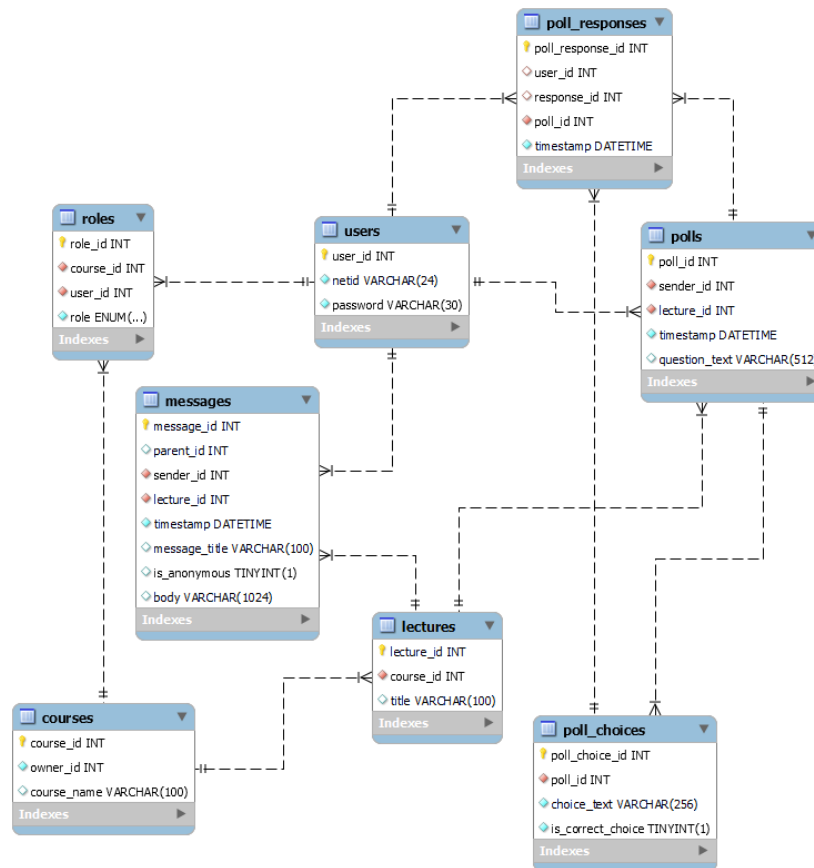 poll_responses
poll_response_id INT
user_id INT
response_id INT
poll_id INT
timestamp DATETIME
Indexes
roles
role_id INT
course_id INT
user_id INT
role ENUM(...)
Indexes
users
user_id INT
netid VARCHAR(24)
password VARCHAR(30)
Indexes
polls
poll_id INT
sender_id INT
lecture_id INT
timestamp DATETIME
question_text VARCHAR(512
Indexes
messages
message_id INT
parent_id INT
sender_id INT
lecture_id INT
timestamp DATETIME
message_title VARCHAR(100)
is_anonymous TINYINT(1)
body VARCHAR(1024)
Indexes
lectures
lecture_id INT
course_id INT
title VARCHAR(100)
Indexes
courses
course_id INT
owner_id INT
course_name VARCHAR(100)
Indexes
poll_choices
poll_choice_id INT
poll_id INT
choice_text VARCHAR(256)
is_correct_choice TINYINT(1)
Indexes